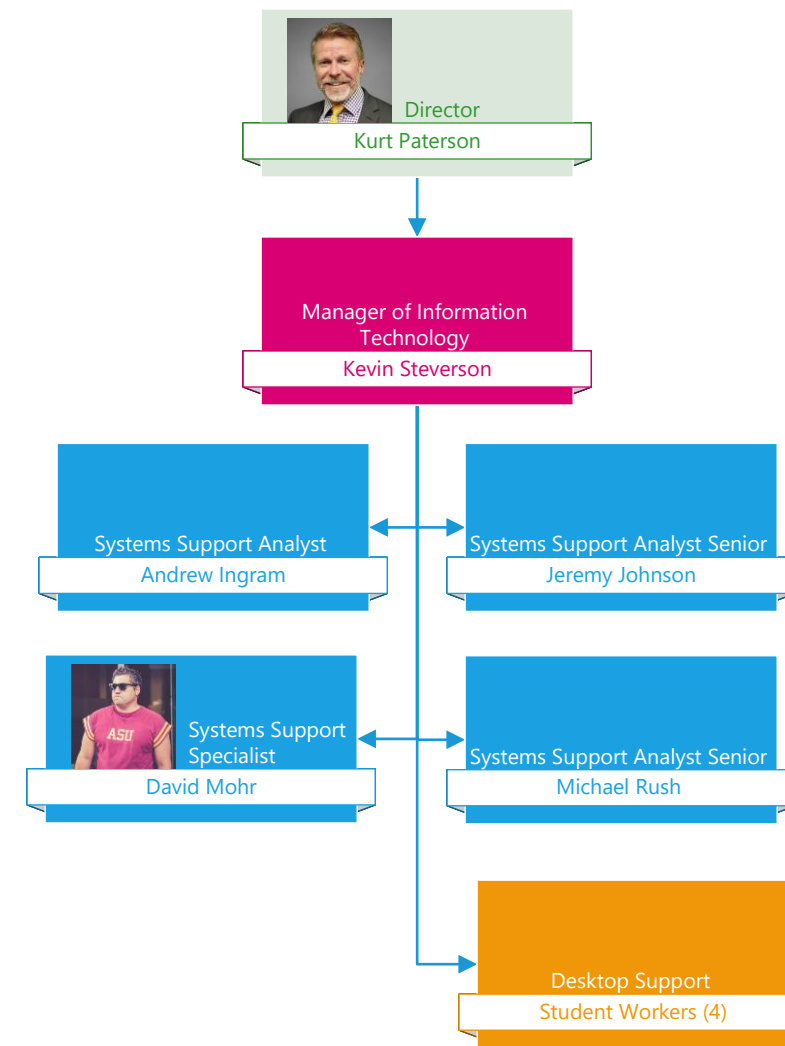 Director
Kurt Paterson
Manager of Information
Technology
Kevin Steverson
Systems Support Analyst
Andrew Ingram
Systems Support Analyst Senior
Jeremy Johnson
ASU
Systems Support
Specialist
David Mohr
Systems Support Analyst Senior
Michael Rush
Desktop Support
Student Workers (4)